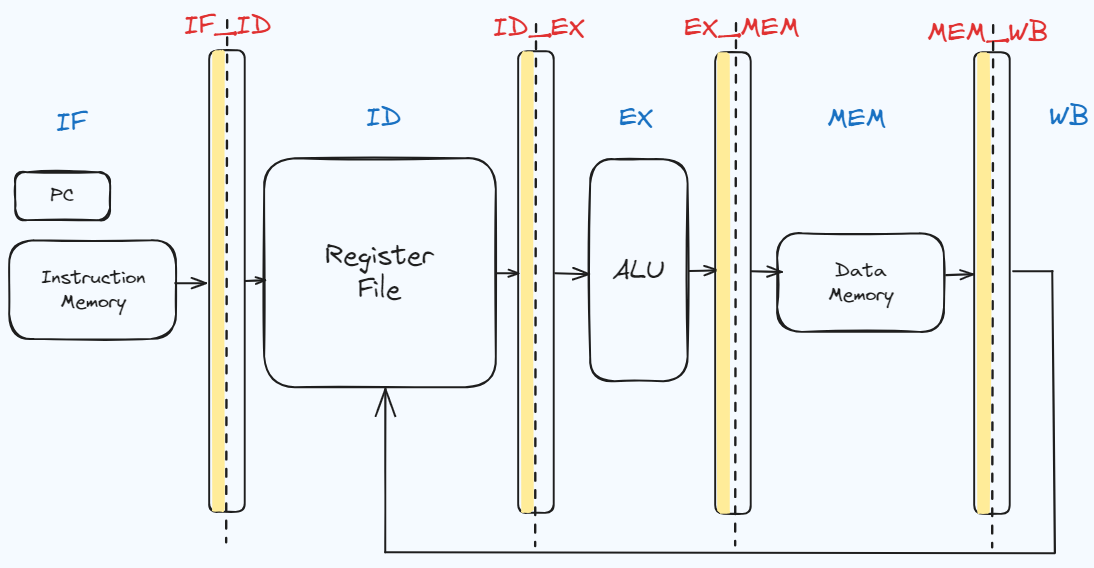 IF_ID
ID_EX
EX_MEM
MEM_WB
IF
ID
EX
MEM
WB
PC
Instruction
Memory
Register
File
ALU
Data
Memory